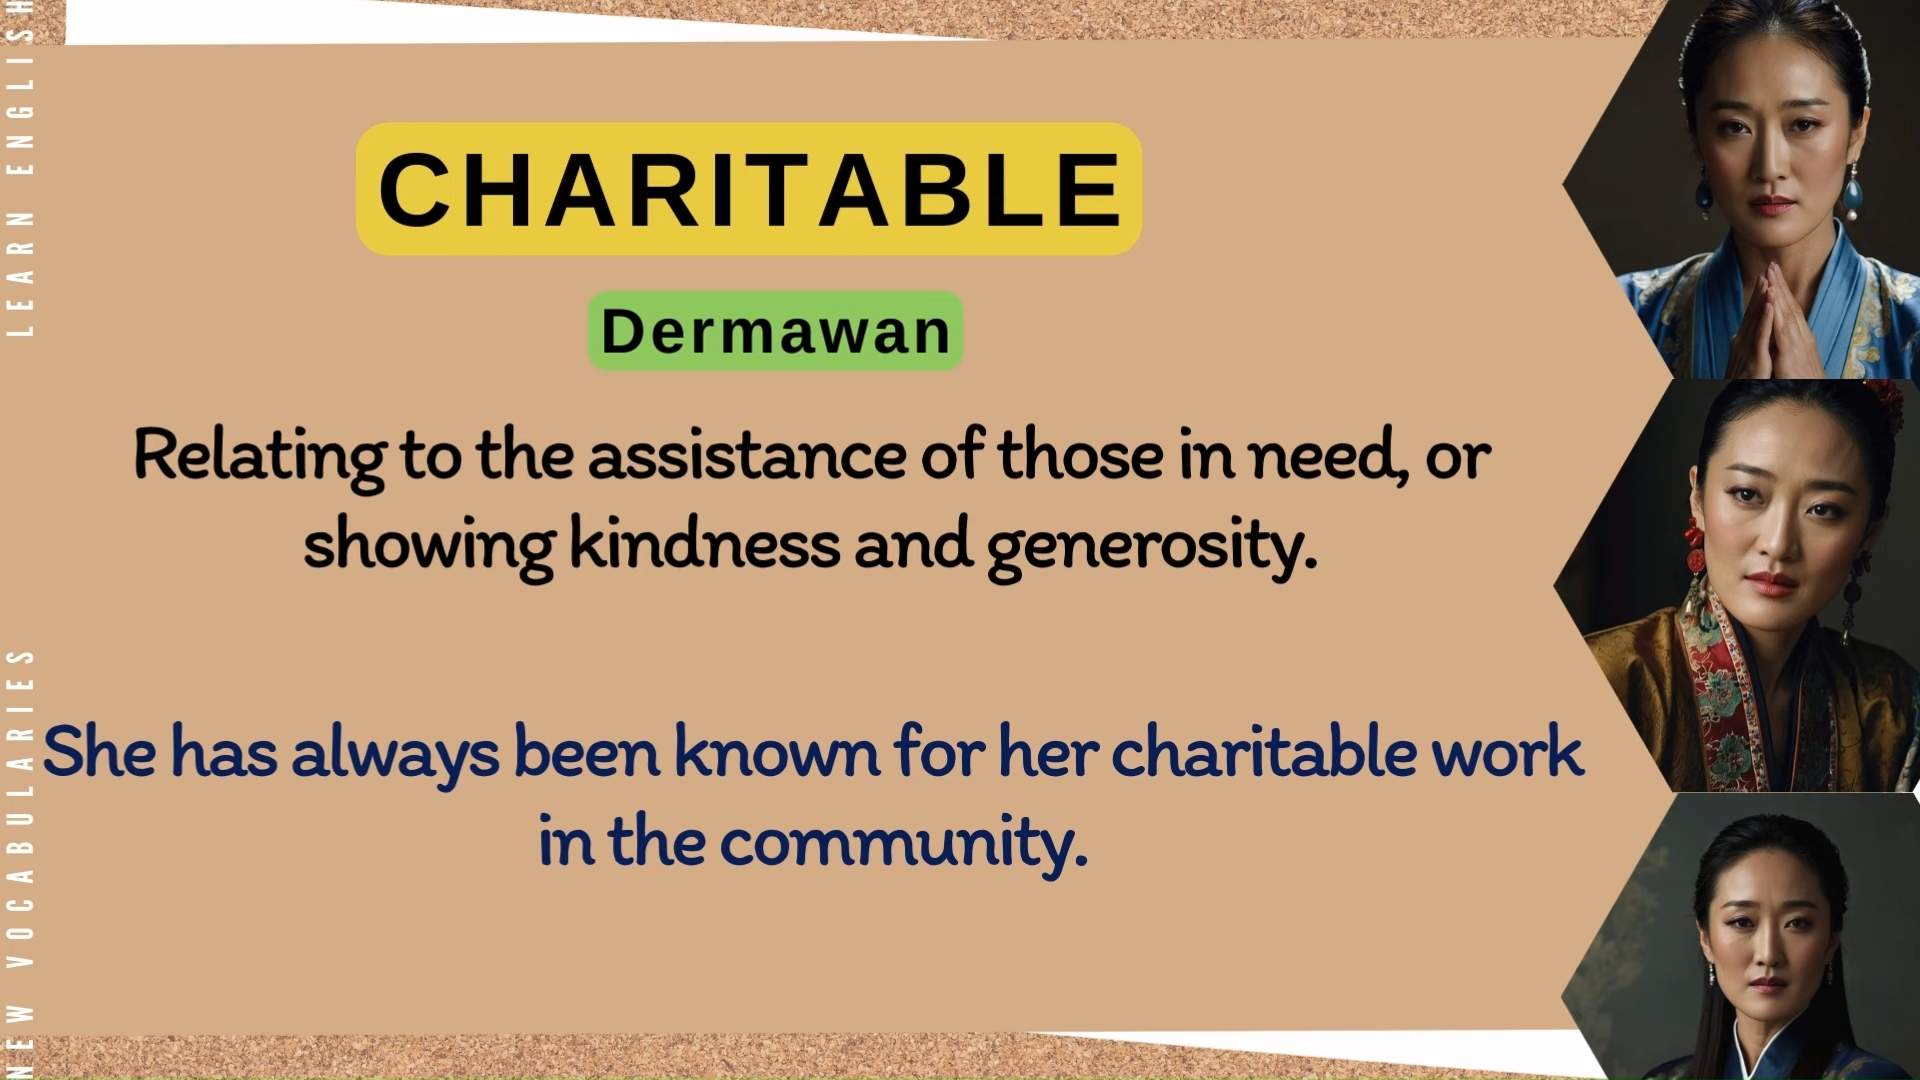 LEARN ENGLISH
NEW VOCABULARIES
CHARITABLE
Dermawan
Relating to the assistance of those in need, or
showing kindness and generosity.
She has always been known for her charitable work
in the community.